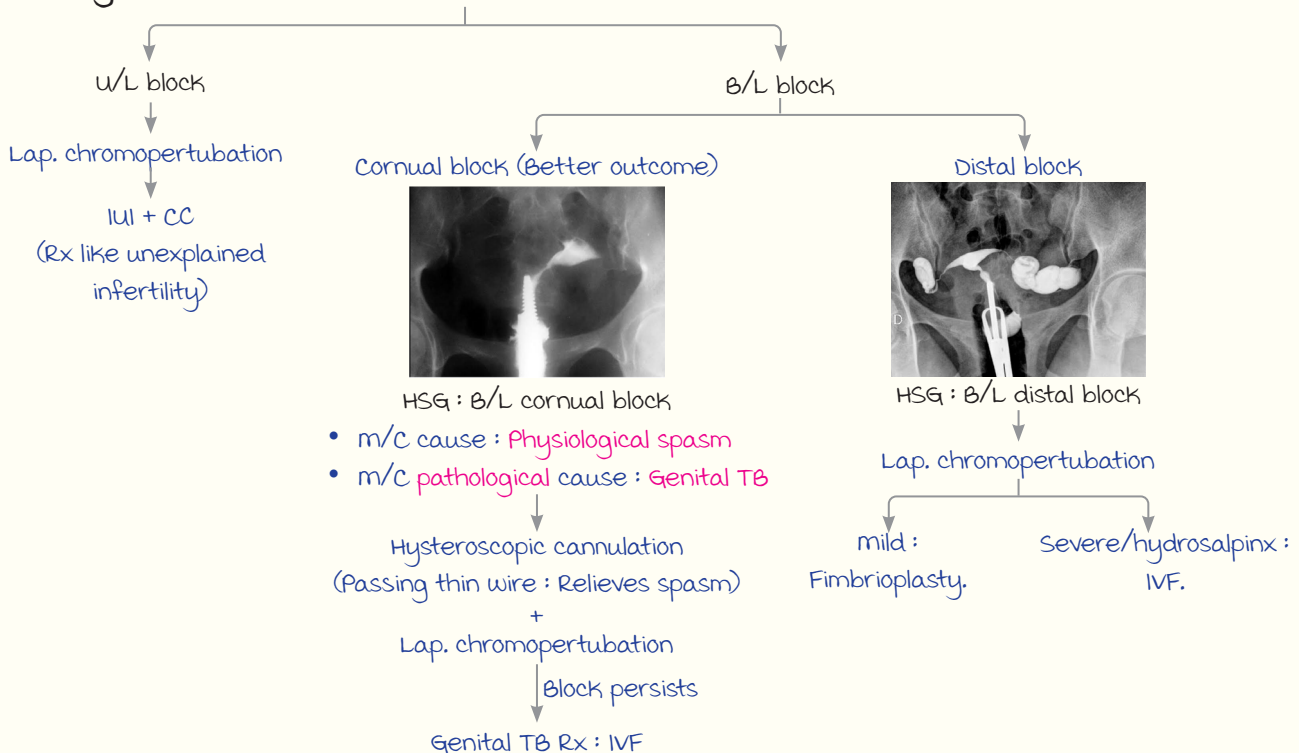 U/L block
B/L block
Lap. chromopertubation
Cornual block (Better outcome)
Distal block
IUI + CC
(Rx like unexplained
infertility)
D
HSG : B/L cornual block
HSG : B/L distal block
• m/C cause : Physiological spasm
• m/C pathological cause : Genital TB
Lap. chromopertubation
Hysteroscopic cannulation
(Passing thin wire : Relieves spasm)
+
Lap. chromopertubation
mild :
Fimbrioplasty.
Severe/hydrosalpinx :
IVF.
Block persists
Genital TB Rx : IVF